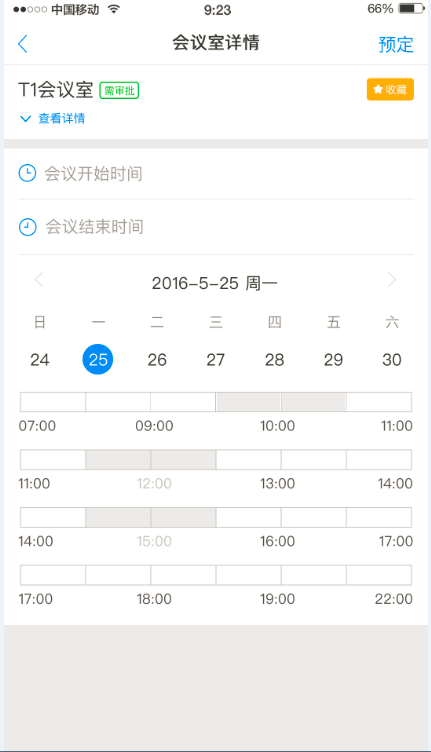 中国移动 9:23 66%
会议室详情 预定
T1会议室 需审批 收藏
查看详情
会议开始时间
会议结束时间
2016-5-25 周一
日 一 二 三 四 五 六
24 25 26 27 28 29 30
07:00 09:00 10:00 11:00
11:00 12:00 13:00 14:00
14:00 15:00 16:00 17:00
17:00 18:00 19:00 22:00